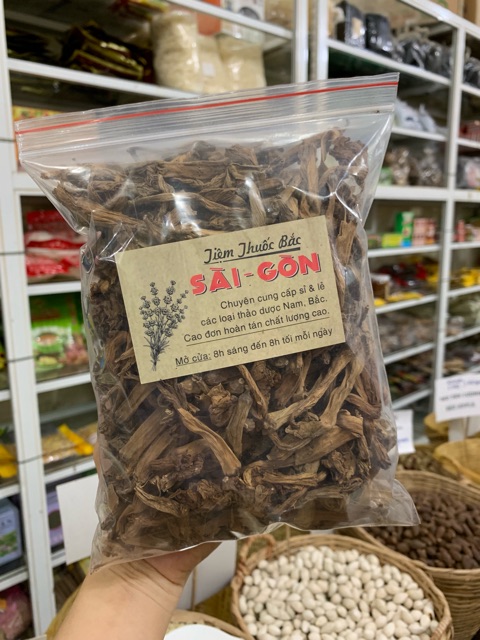 Tiệm Thuốc Bắc
SÀI-GÒN
Chuyên cung cấp sỉ & lẻ
các loại thảo dược Nam, Bắc.
Cao đơn hoàn tán chất lượng cao.
Mở cửa: 8h sáng đến 8h tối mỗi ngày